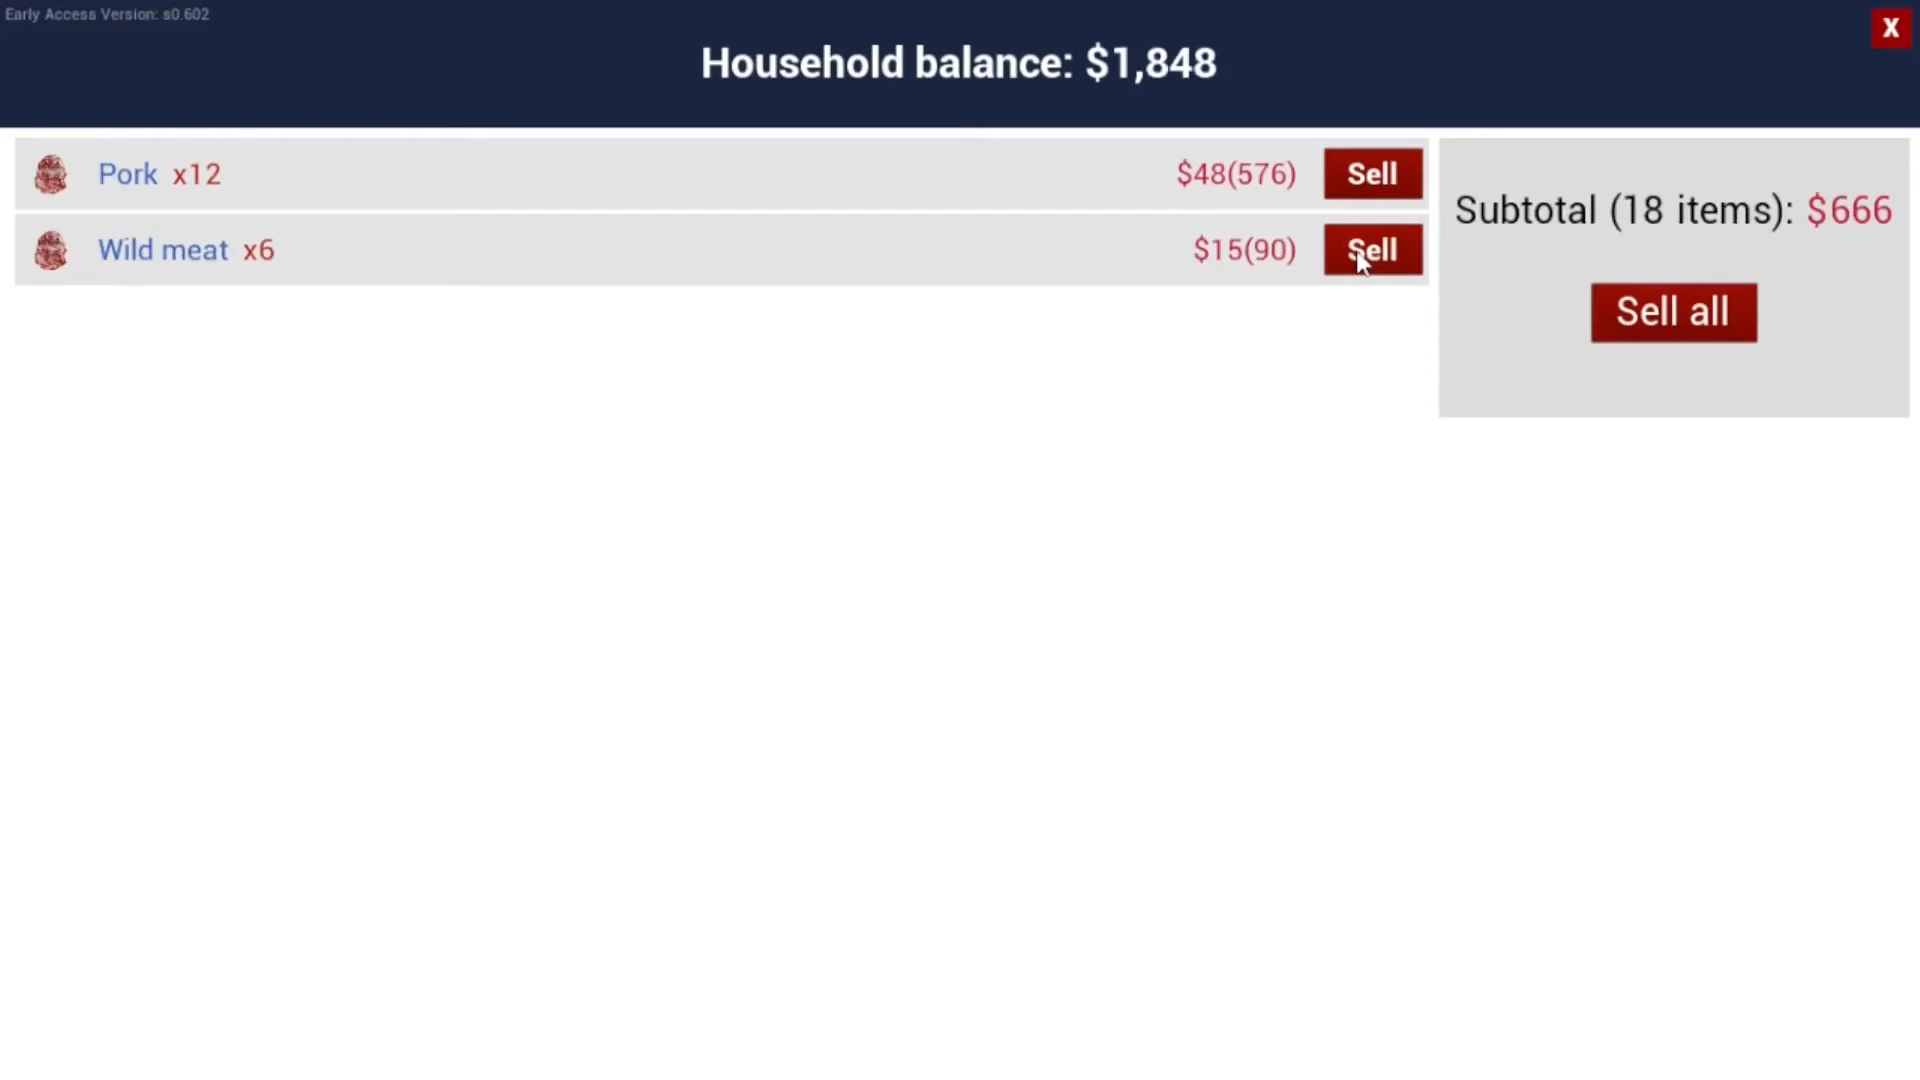 Early Access Version: s0.602
X
Household balance: $1,848
Pork x12 $48(576) Sell
Wild meat x6 $15(90) Sell
Subtotal (18 items): $666
Sell all